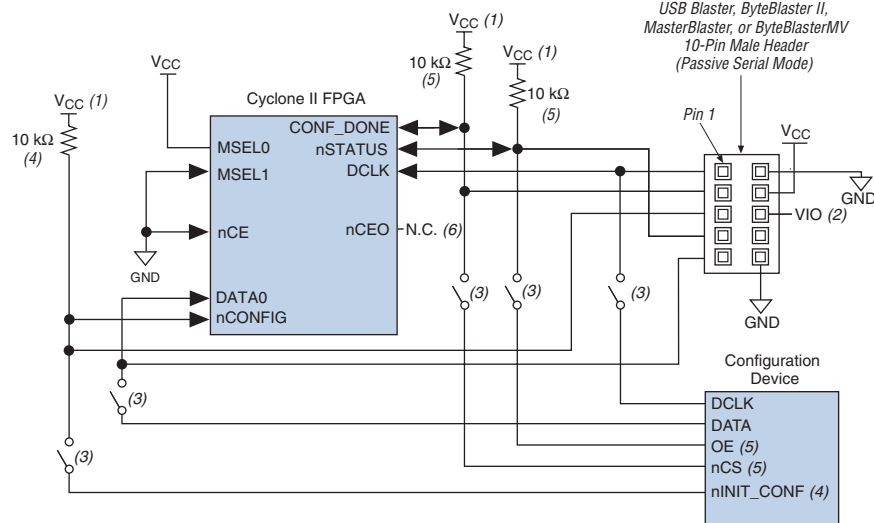 USB Blaster, ByteBlaster II,
MasterBlaster, or ByteBlasterMV
10-Pin Male Header
(Passive Serial Mode)
VCC (1)
10 kΩ
(5)
VCC (1)
10 kΩ
(5)
VCC
VCC (1)
10 kΩ
(4)
Cyclone II FPGA
CONF_DONE
nSTATUS
DCLK
MSEL0
MSEL1
nCE
nCEO
N.C. (6)
DATA0
nCONFIG
GND
Pin 1
VCC
GND
VIO (2)
GND
(3)
(3)
(3)
(3)
(3)
Configuration
Device
DCLK
DATA
OE (5)
nCS (5)
nINIT_CONF (4)